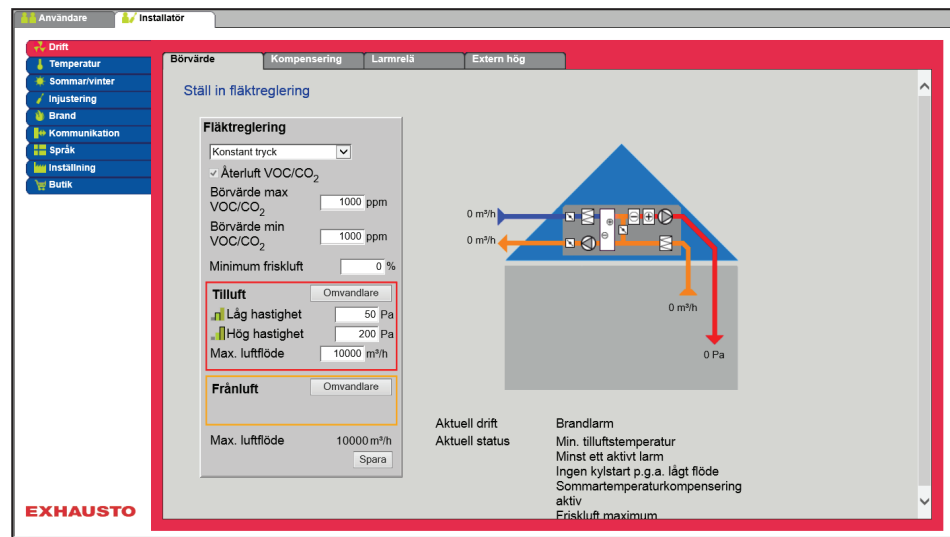 Användare
Installatör
Drift
Temperatur
Sommar/vinter
Injustering
Brand
Kommunikation
Språk
Inställning
Butik
EXHAUSTO
Börvärde
Kompensering
Larmrelä
Extern hög
Ställ in fläktreglering
Fläktreglering
Konstant tryck
Återluft VOC/CO2
Börvärde max
VOC/CO2 1000 ppm
Börvärde min
VOC/CO2 1000 ppm
Minimum friskluft 0 %
Tilluft Omvandlare
Låg hastighet 50 Pa
Hög hastighet 200 Pa
Max. luftflöde 10000 m³/h
Frånluft Omvandlare
Max. luftflöde 10000 m³/h
Spara
0 m³/h
0 m³/h
0 m³/h
0 Pa
Aktuell drift Brandlarm
Aktuell status Min. tilluftstemperatur
Minst ett aktivt larm
Ingen kylstart p.g.a. lågt flöde
Sommartemperaturkompensering
aktiv
Friskluft maximum